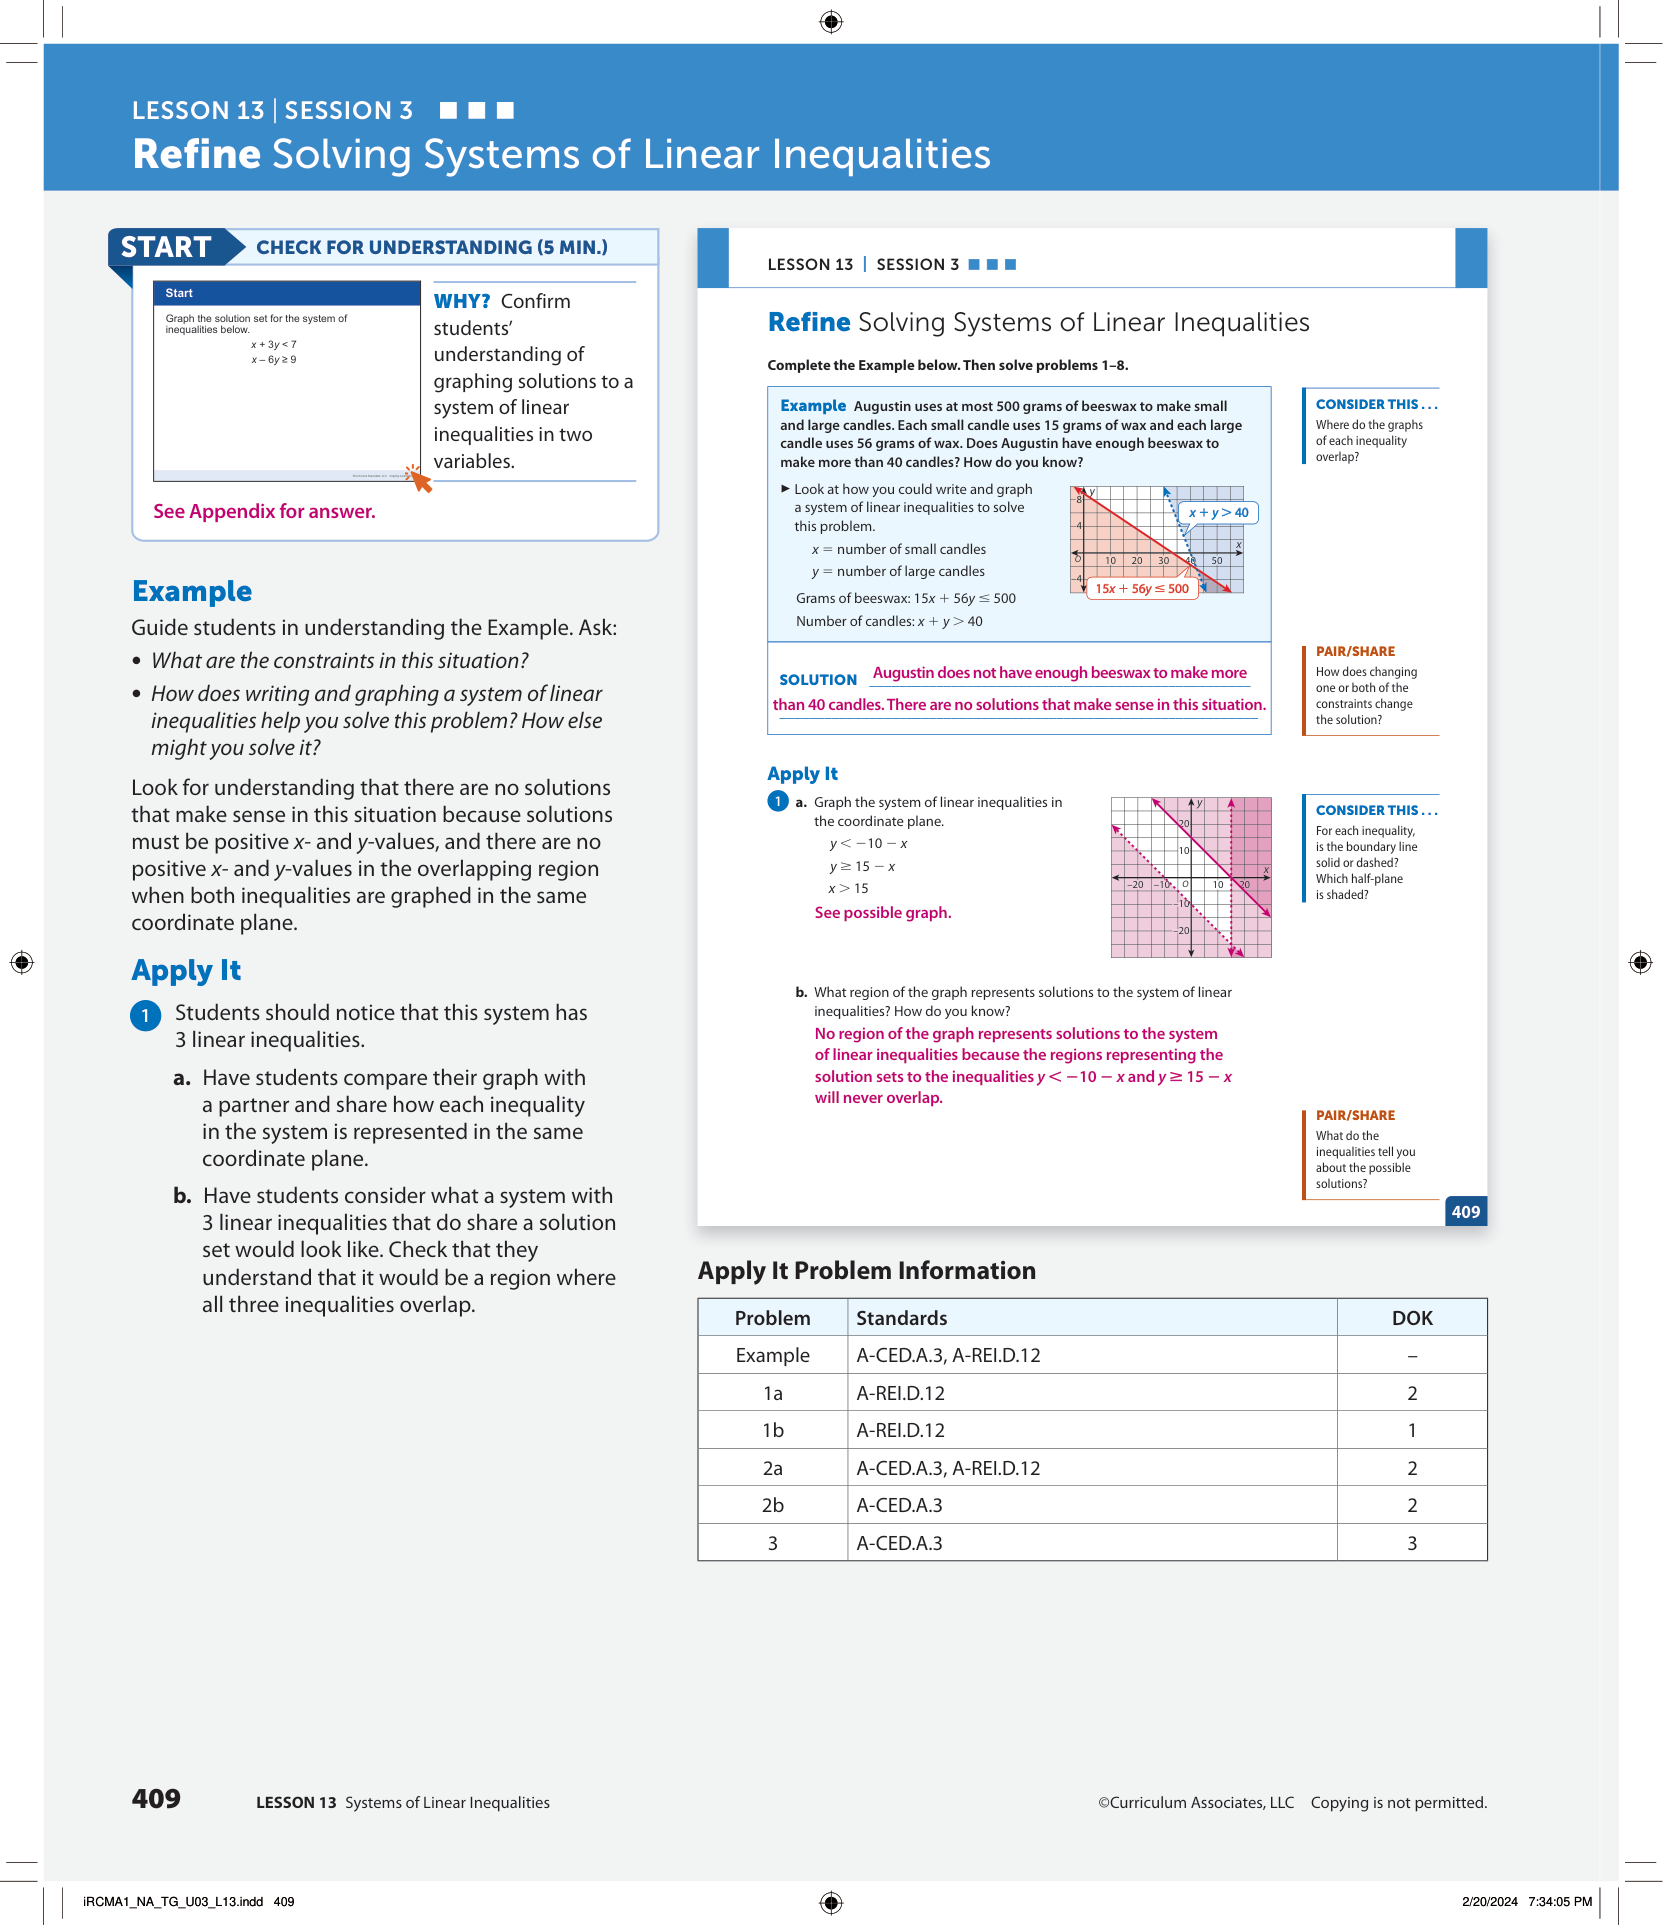 LESSON 13 | SESSION 3
Refine Solving Systems of Linear Inequalities
START CHECK FOR UNDERSTANDING (5 MIN.)
Start
Graph the solution set for the system of
inequalities below.
x + 3y < 7
x – 6y ≥ 9
WHY? Confirm
students’
understanding of
graphing solutions to a
system of linear
inequalities in two
variables.
See Appendix for answer.
Example
Guide students in understanding the Example. Ask:
• What are the constraints in this situation?
• How does writing and graphing a system of linear
inequalities help you solve this problem? How else
might you solve it?
Look for understanding that there are no solutions
that make sense in this situation because solutions
must be positive x- and y-values, and there are no
positive x- and y-values in the overlapping region
when both inequalities are graphed in the same
coordinate plane.
Apply It
1 Students should notice that this system has
3 linear inequalities.
a. Have students compare their graph with
a partner and share how each inequality
in the system is represented in the same
coordinate plane.
b. Have students consider what a system with
3 linear inequalities that do share a solution
set would look like. Check that they
understand that it would be a region where
all three inequalities overlap.
LESSON 13 | SESSION 3
Refine Solving Systems of Linear Inequalities
Complete the Example below. Then solve problems 1–8.
Example Augustin uses at most 500 grams of beeswax to make small
and large candles. Each small candle uses 15 grams of wax and each large
candle uses 56 grams of wax. Does Augustin have enough beeswax to
make more than 40 candles? How do you know?
▶ Look at how you could write and graph
a system of linear inequalities to solve
this problem.
x = number of small candles
y = number of large candles
Grams of beeswax: 15x + 56y ≤ 500
Number of candles: x + y > 40
y
8
x + y > 40
4
x
O 10 20 30 40 50
–4
15x + 56y ≤ 500
SOLUTION Augustin does not have enough beeswax to make more
than 40 candles. There are no solutions that make sense in this situation.
CONSIDER THIS . . .
Where do the graphs
of each inequality
overlap?
PAIR/SHARE
How does changing
one or both of the
constraints change
the solution?
Apply It
1 a. Graph the system of linear inequalities in
the coordinate plane.
y < −10 − x
y ≥ 15 − x
x > 15
See possible graph.
y
20
10
x
–20 –10 O 10 20
–10
–20
b. What region of the graph represents solutions to the system of linear
inequalities? How do you know?
No region of the graph represents solutions to the system
of linear inequalities because the regions representing the
solution sets to the inequalities y < −10 − x and y ≥ 15 − x
will never overlap.
CONSIDER THIS . . .
For each inequality,
is the boundary line
solid or dashed?
Which half-plane
is shaded?
PAIR/SHARE
What do the
inequalities tell you
about the possible
solutions?
409
Apply It Problem Information
Problem Standards DOK
Example A-CED.A.3, A-REI.D.12 –
1a A-REI.D.12 2
1b A-REI.D.12 1
2a A-CED.A.3, A-REI.D.12 2
2b A-CED.A.3 2
3 A-CED.A.3 3
409 LESSON 13 Systems of Linear Inequalities
©Curriculum Associates, LLC Copying is not permitted.
iRCMA1_NA_TG_U03_L13.indd 409
2/20/2024 7:34:05 PM